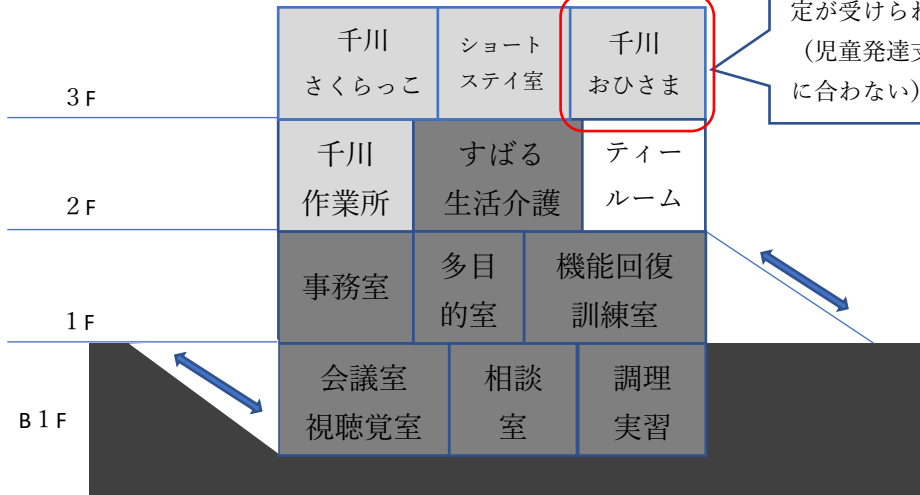 定が受けられ
（児童発達支
に合わない）
千川
さくらっこ
ショート
ステイ室
千川
おひさま
3F
千川
作業所
すばる
生活介護
ティー
ルーム
2F
事務室
多目
的室
機能回復
訓練室
1F
会議室
視聴覚室
相談
室
調理
実習
B1F